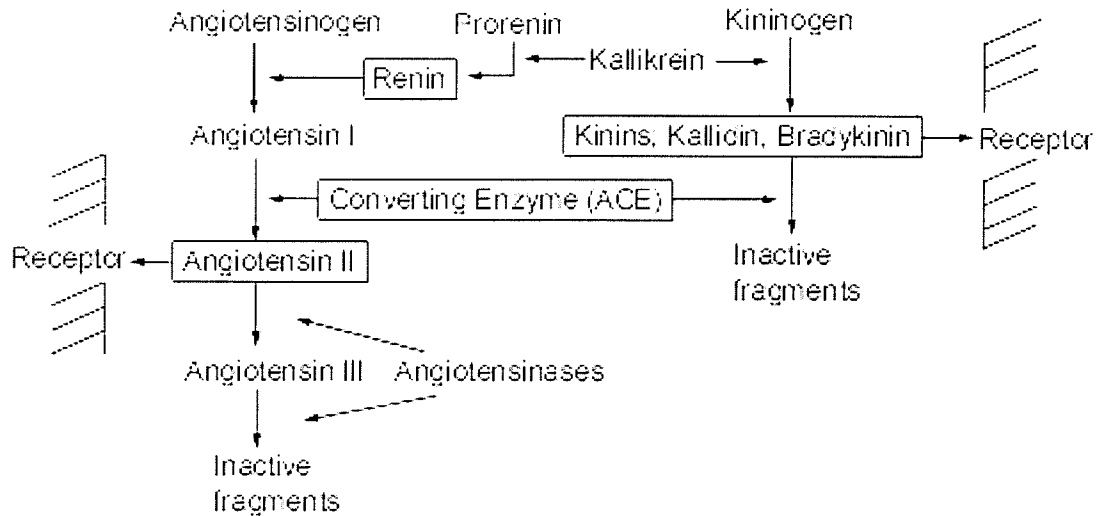 Angiotensinogen Prorenin Kininogen
Kallikrein
Renin
Angiotensin I Kinins, Kallidin, Bradykinin Receptor
Converting Enzyme (ACE)
Receptor Angiotensin II Inactive
fragments
Angiotensin III Angiotensinases
Inactive
fragments